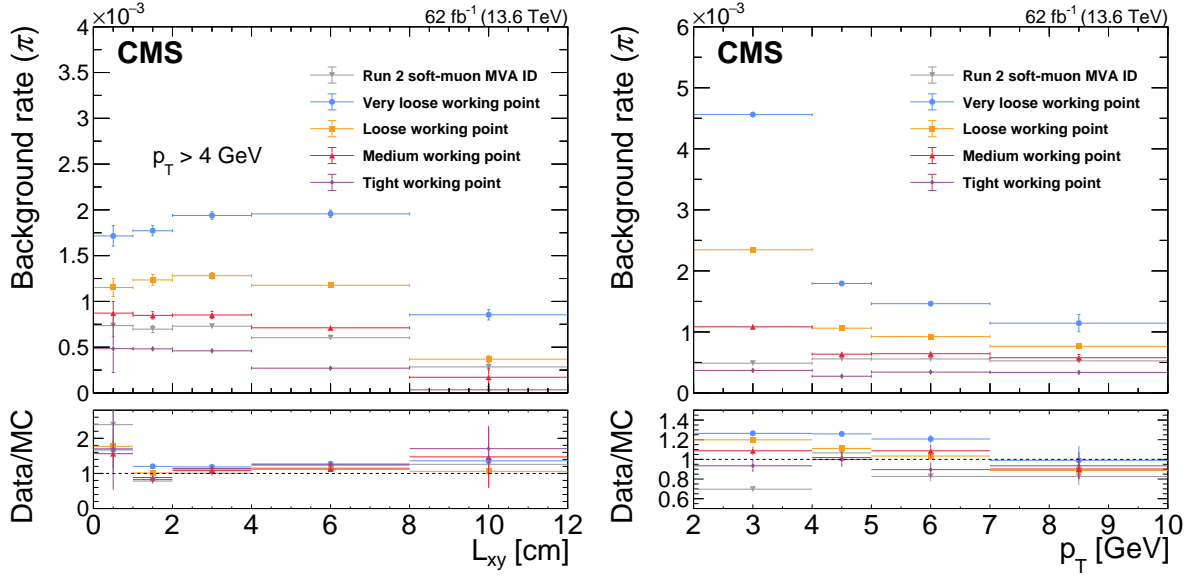 ×10⁻³
62 fb⁻¹ (13.6 TeV)
CMS
Background rate (π)
4
3.5
3
2.5
2
1.5
1
0.5
0
Run 2 soft-muon MVA ID
Very loose working point
Loose working point
Medium working point
Tight working point
p_T > 4 GeV
Data/MC
2
1
0
0 2 4 6 8 10 12
L_xy [cm]
×10⁻³
62 fb⁻¹ (13.6 TeV)
CMS
Background rate (π)
6
5
4
3
2
1
0
Run 2 soft-muon MVA ID
Very loose working point
Loose working point
Medium working point
Tight working point
Data/MC
1.4
1.2
1
0.8
0.6
2 3 4 5 6 7 8 9 10
p_T [GeV]